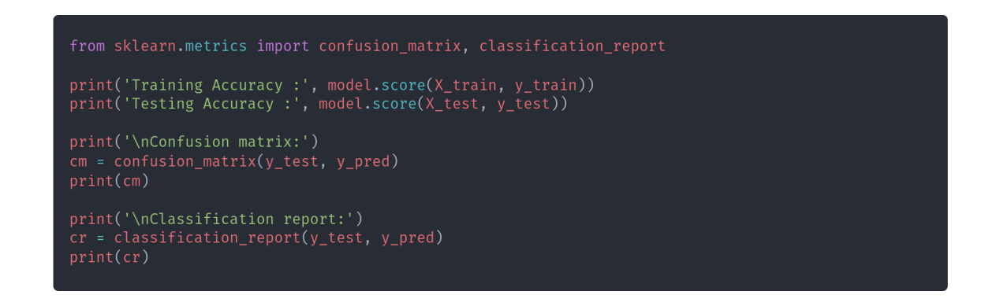 from sklearn.metrics import confusion_matrix, classification_report
print('Training Accuracy :', model.score(X_train, y_train))
print('Testing Accuracy :', model.score(X_test, y_test))
print('\nConfusion matrix:')
cm = confusion_matrix(y_test, y_pred)
print(cm)
print('\nClassification report:')
cr = classification_report(y_test, y_pred)
print(cr)